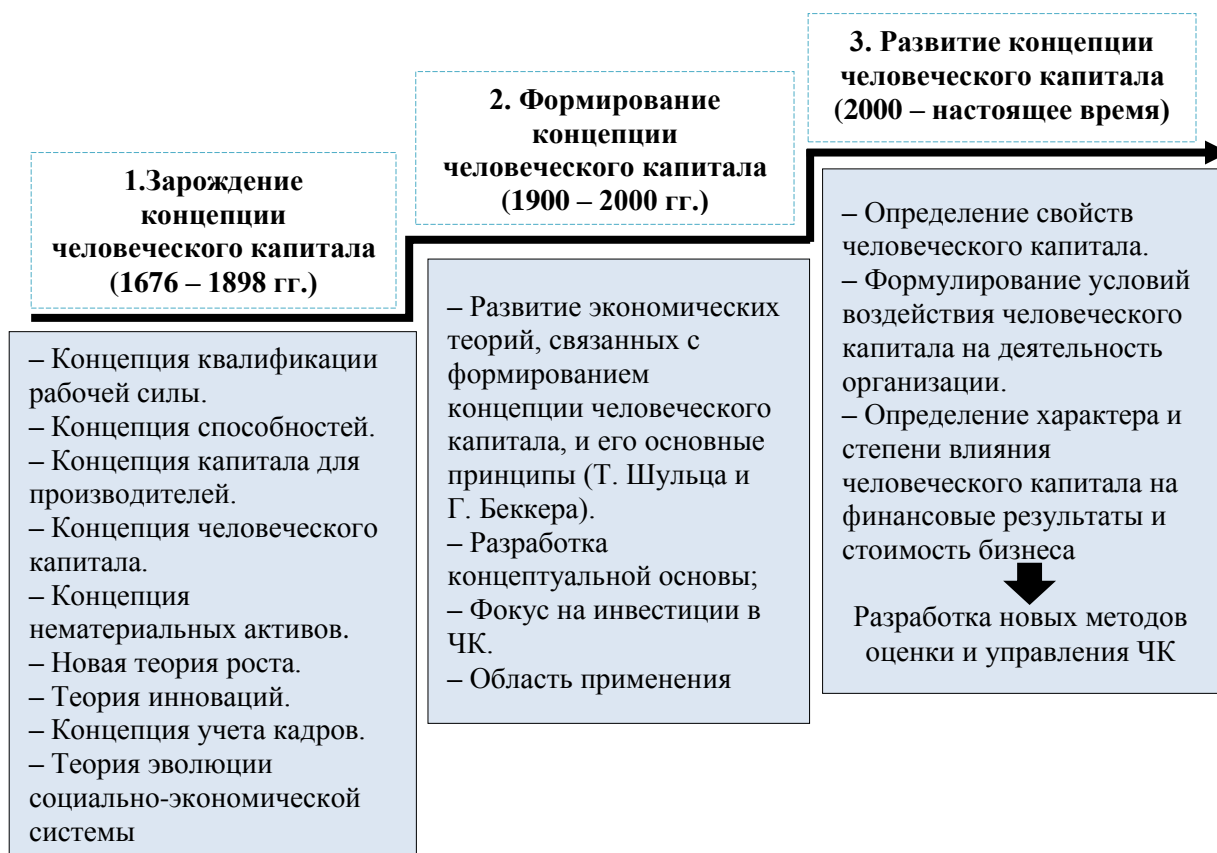 1.Зарождение
концепции
человеческого капитала
(1676 – 1898 гг.)
– Концепция квалификации
рабочей силы.
– Концепция способностей.
– Концепция капитала для
производителей.
– Концепция человеческого
капитала.
– Концепция
нематериальных активов.
– Новая теория роста.
– Теория инноваций.
– Концепция учета кадров.
– Теория эволюции
социально-экономической
системы
2. Формирование
концепции
человеческого капитала
(1900 – 2000 гг.)
– Развитие экономических
теорий, связанных с
формированием
концепции человеческого
капитала, и его основные
принципы (Т. Шульца и
Г. Беккера).
– Разработка
концептуальной основы;
– Фокус на инвестиции в
ЧК.
– Область применения
3. Развитие концепции
человеческого капитала
(2000 – настоящее время)
– Определение свойств
человеческого капитала.
– Формулирование условий
воздействия человеческого
капитала на деятельность
организации.
– Определение характера и
степени влияния
человеческого капитала на
финансовые результаты и
стоимость бизнеса
Разработка новых методов
оценки и управления ЧК